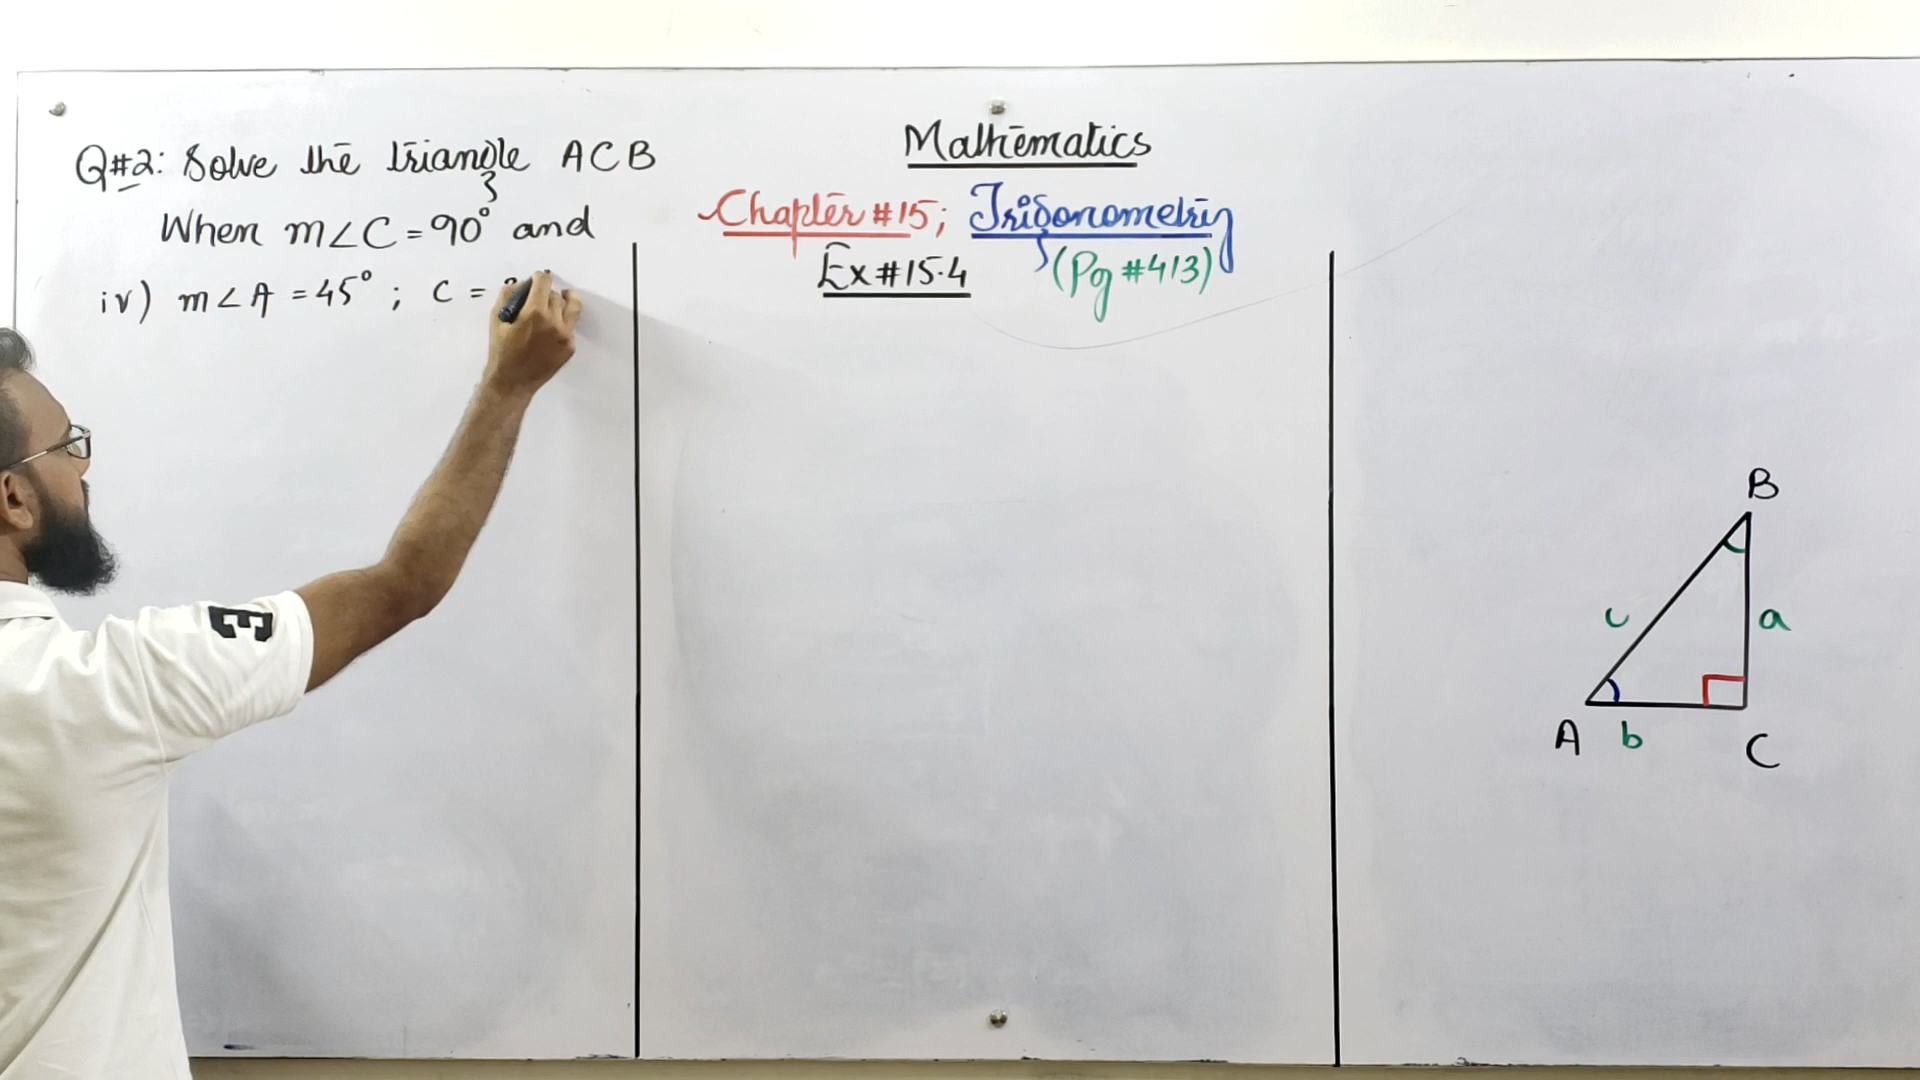 Q#2: Solve the triangle ACB
When m∠C = 90° and
iv) m∠A = 45° ; C =
Mathematics
Chapter #15; Trigonometry
Ex #15.4
(Pg #413)
E
B
c
a
A
b
C